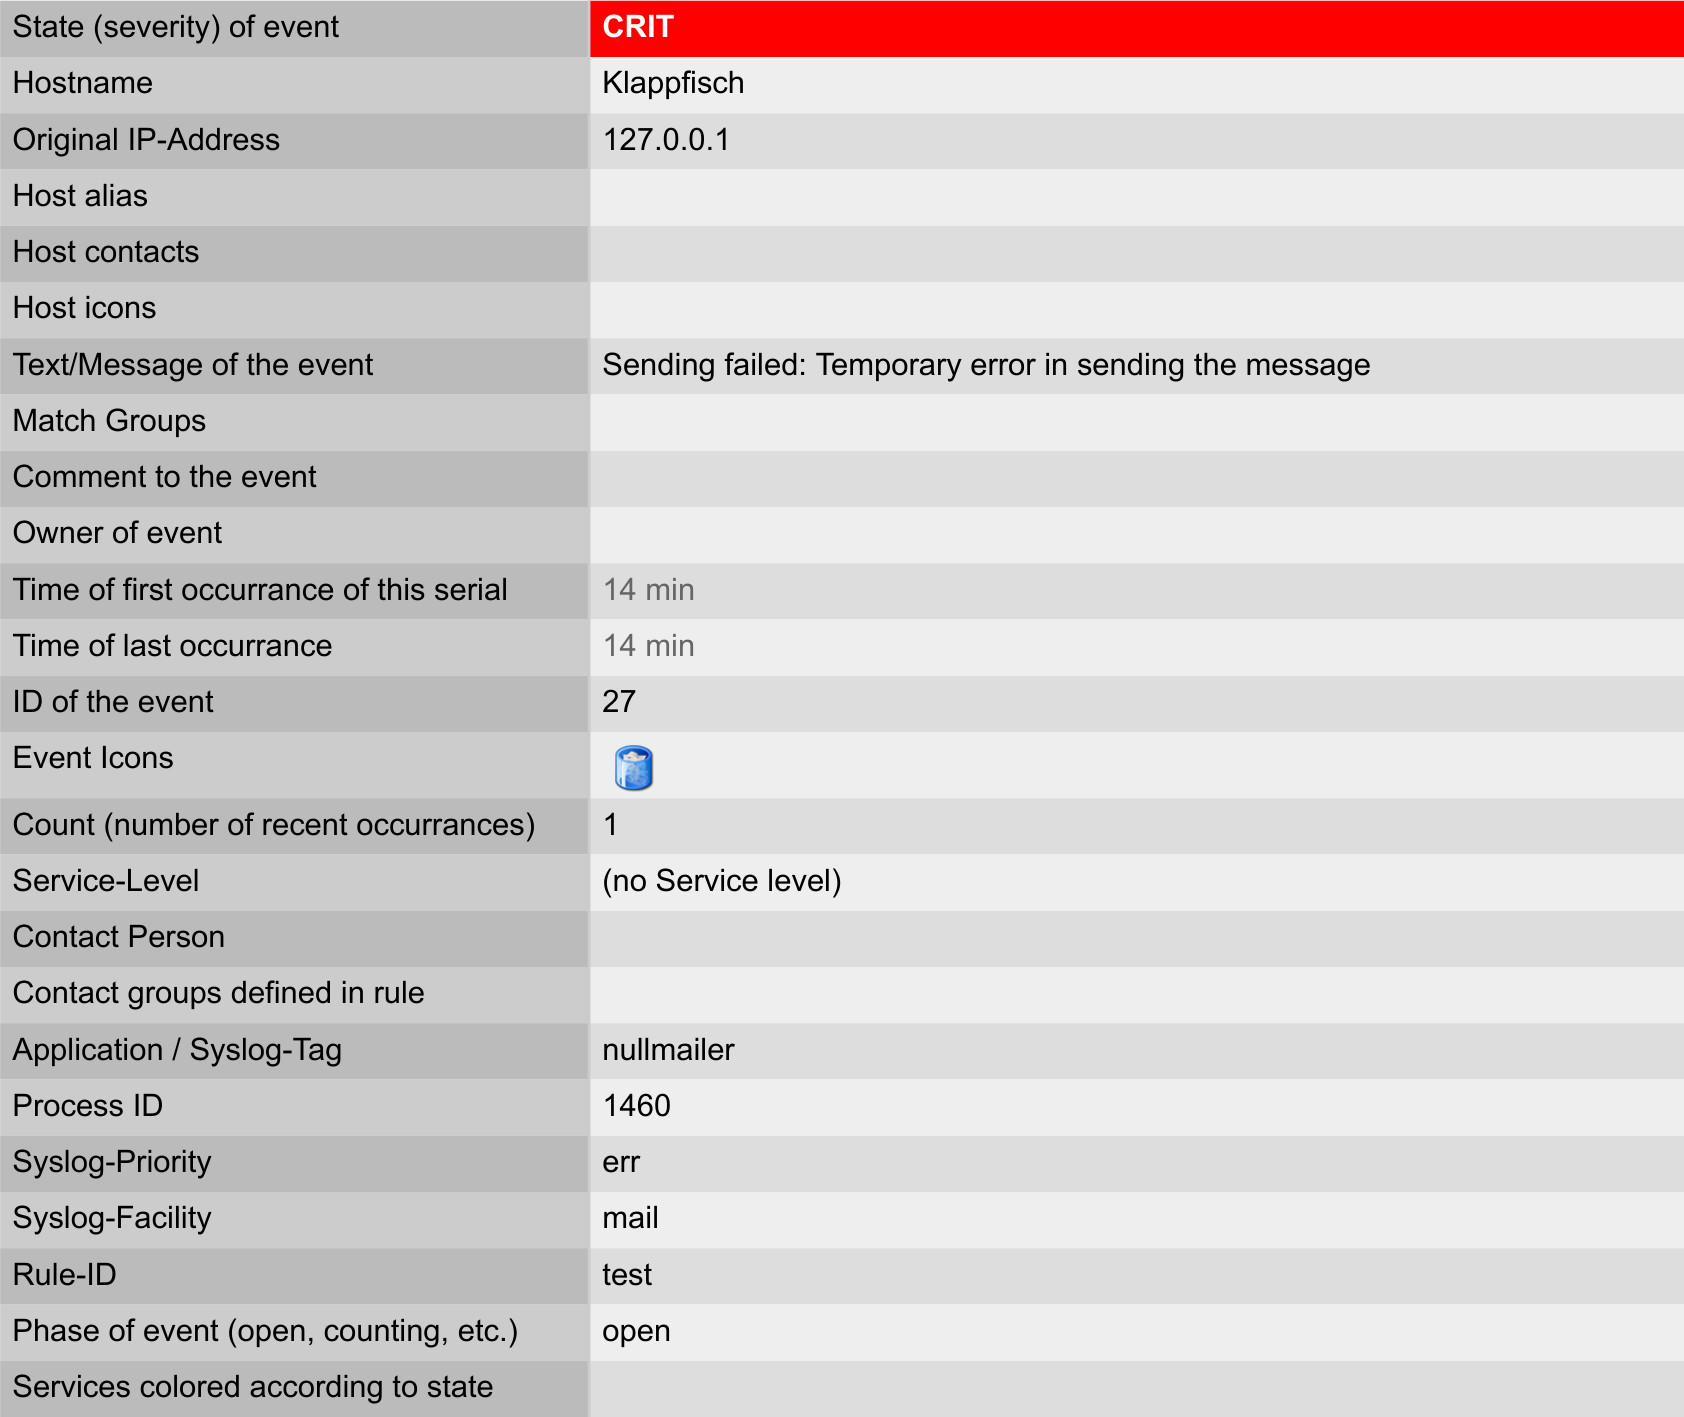 State (severity) of event CRIT
Hostname Klappfisch
Original IP-Address 127.0.0.1
Host alias
Host contacts
Host icons
Text/Message of the event Sending failed: Temporary error in sending the message
Match Groups
Comment to the event
Owner of event
Time of first occurrance of this serial 14 min
Time of last occurrance 14 min
ID of the event 27
Event Icons
Count (number of recent occurrances) 1
Service-Level (no Service level)
Contact Person
Contact groups defined in rule
Application / Syslog-Tag nullmailer
Process ID 1460
Syslog-Priority err
Syslog-Facility mail
Rule-ID test
Phase of event (open, counting, etc.) open
Services colored according to state